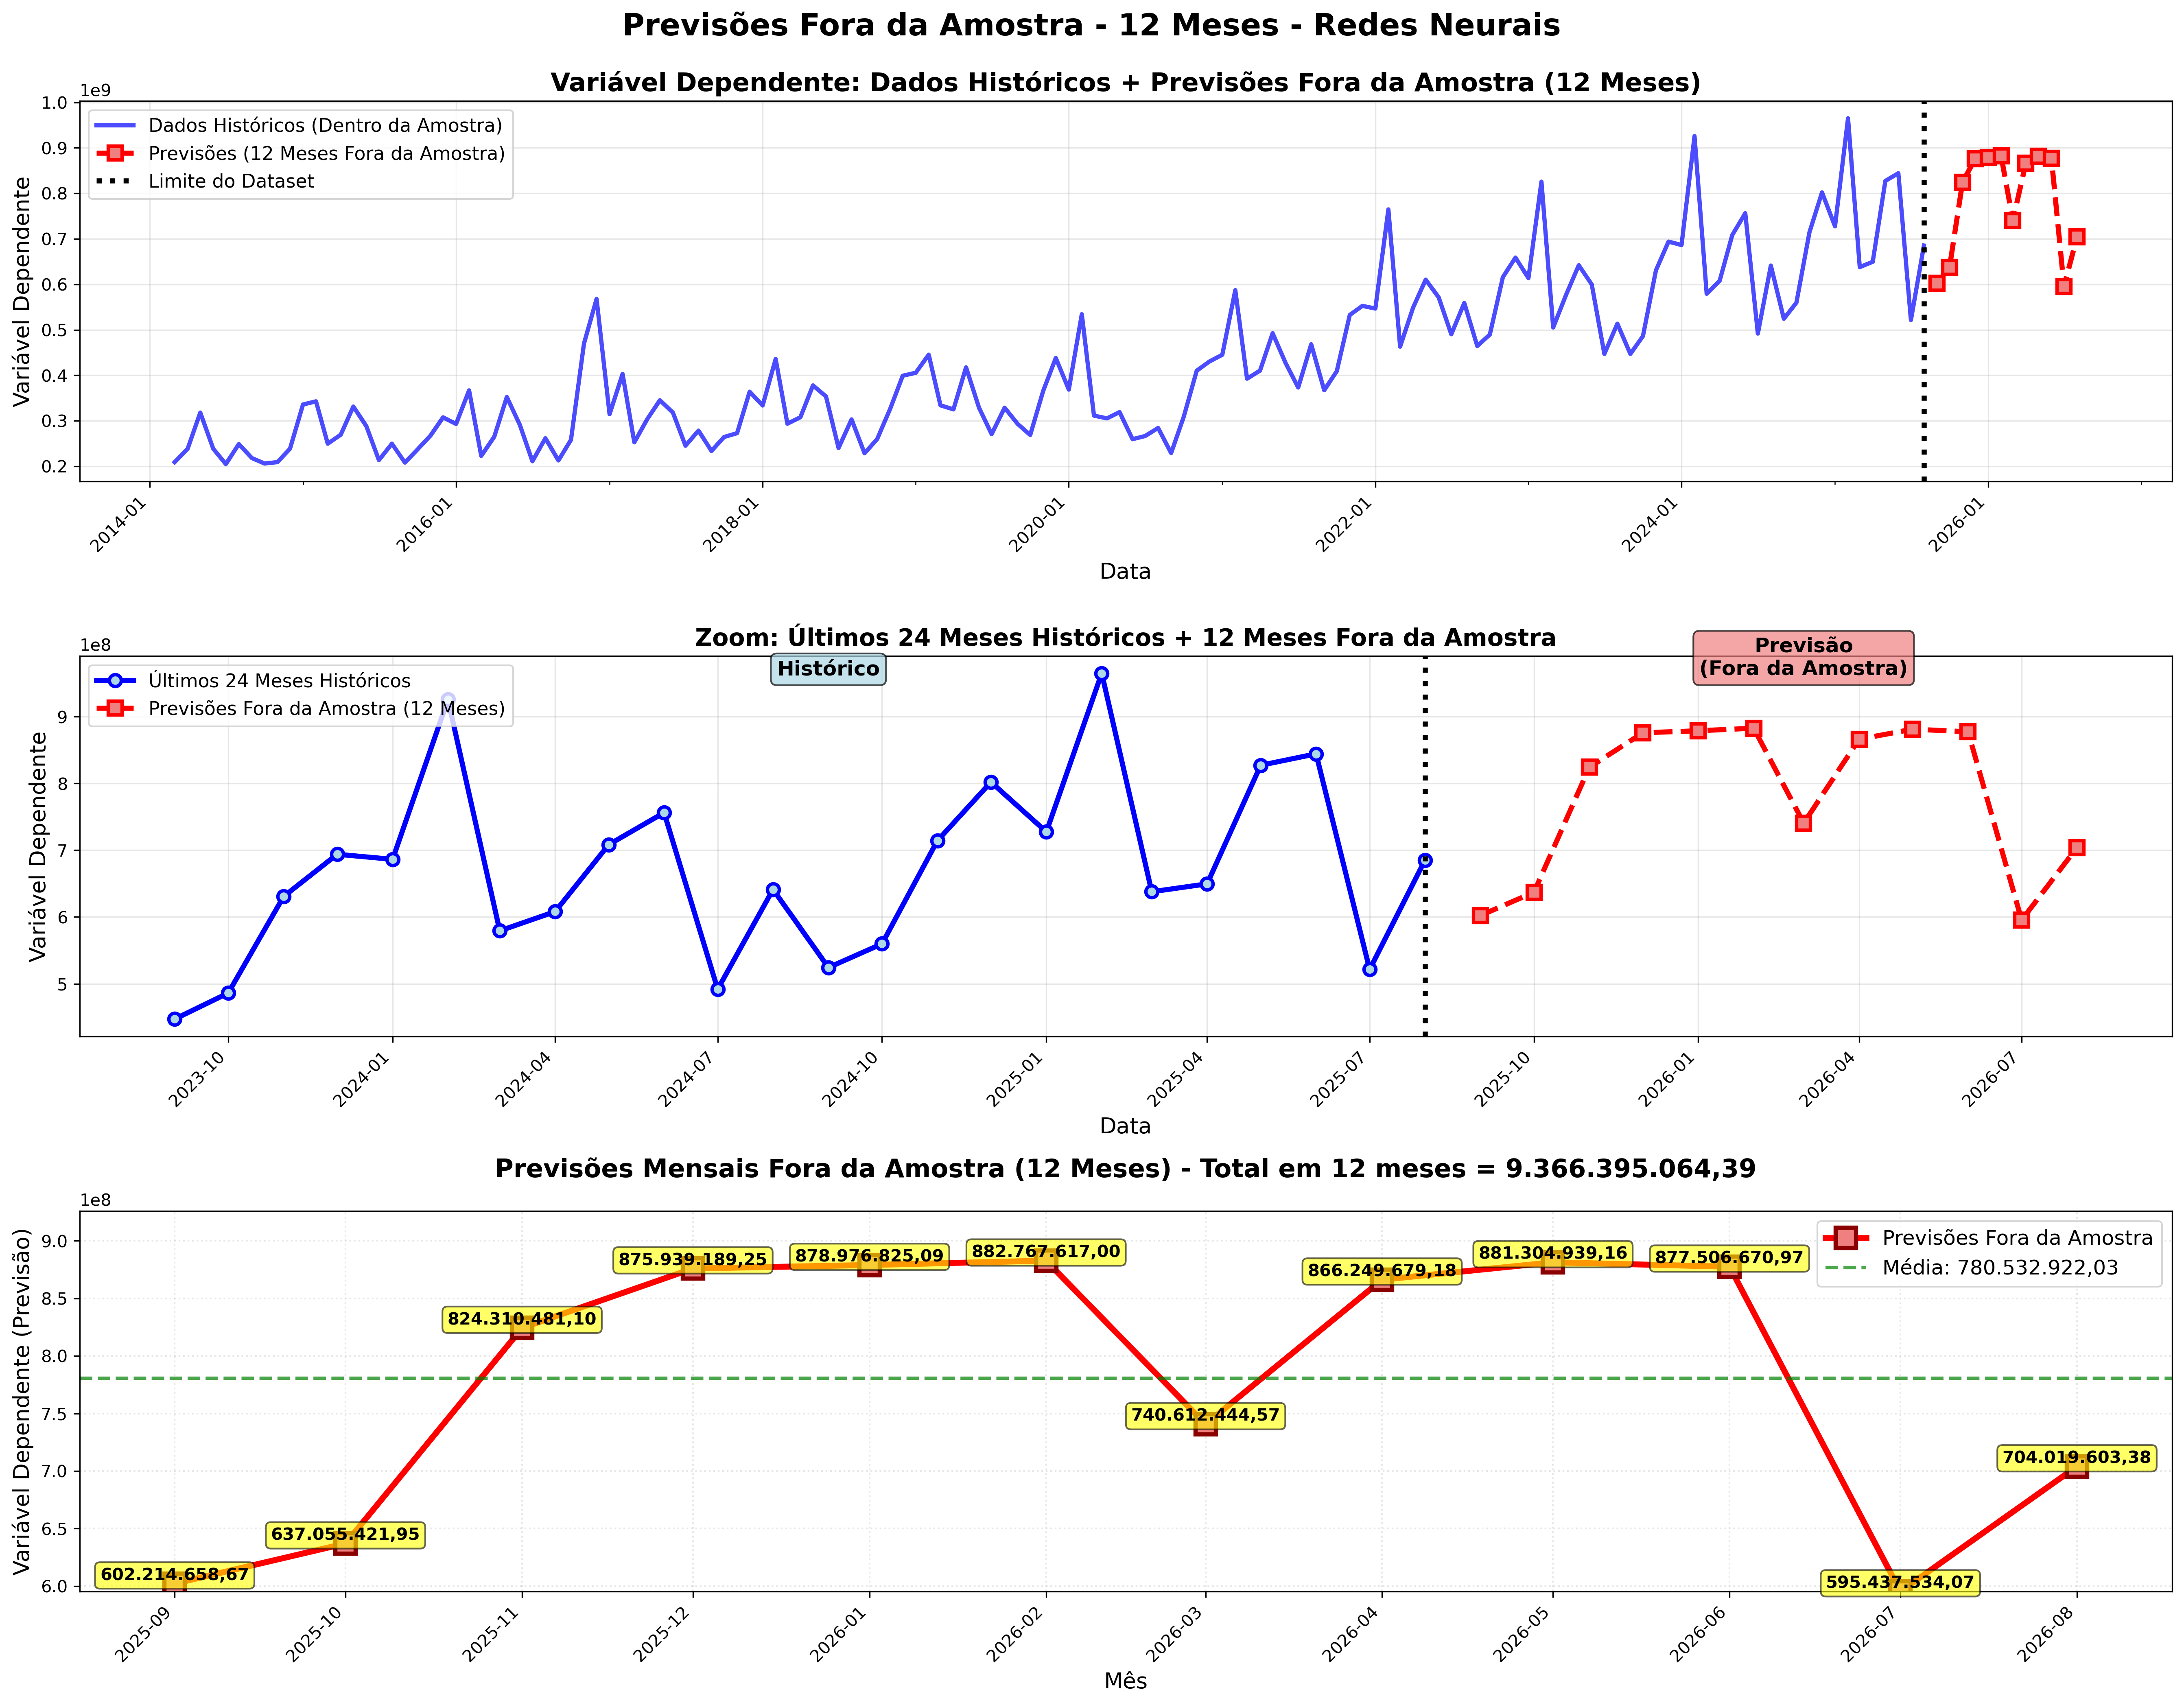 Previsões Fora da Amostra - 12 Meses - Redes Neurais
Variável Dependente: Dados Históricos + Previsões Fora da Amostra (12 Meses)
1e9
Dados Históricos (Dentro da Amostra)
Previsões (12 Meses Fora da Amostra)
Limite do Dataset
Variável Dependente
1.0
0.9
0.8
0.7
0.6
0.5
0.4
0.3
0.2
2014-01
2016-01
2018-01
2020-01
2022-01
2024-01
2026-01
Data
Zoom: Últimos 24 Meses Históricos + 12 Meses Fora da Amostra
1e8
Últimos 24 Meses Históricos
Previsões Fora da Amostra (12 Meses)
Histórico
Previsão
(Fora da Amostra)
Variável Dependente
9
8
7
6
5
2023-10
2024-01
2024-04
2024-07
2024-10
2025-01
2025-04
2025-07
2025-10
2026-01
2026-04
2026-07
Data
Previsões Mensais Fora da Amostra (12 Meses) - Total em 12 meses = 9.366.395.064,39
1e8
Previsões Fora da Amostra
Média: 780.532.922,03
Variável Dependente (Previsão)
9.0
8.5
8.0
7.5
7.0
6.5
6.0
602.214.658,67
637.055.421,95
824.310.481,10
875.939.189,25
878.976.825,09
882.767.617,00
740.612.444,57
866.249.679,18
881.304.939,16
877.506.670,97
595.437.534,07
704.019.603,38
2025-09
2025-10
2025-11
2025-12
2026-01
2026-02
2026-03
2026-04
2026-05
2026-06
2026-07
2026-08
Mês